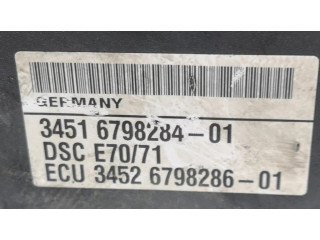 GERMANY
3451 6798284-01
DSC E70/71
ECU 3452 6798286-01